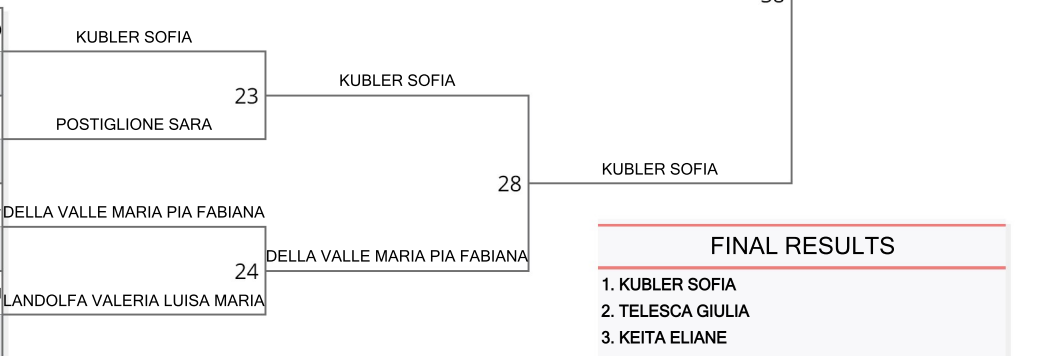 KUBLER SOFIA
KUBLER SOFIA
23
POSTIGLIONE SARA
KUBLER SOFIA
28
DELLA VALLE MARIA PIA FABIANA
DELLA VALLE MARIA PIA FABIANA
24
LANDOLFA VALERIA LUISA MARIA
FINAL RESULTS
1. KUBLER SOFIA
2. TELESCA GIULIA
3. KEITA ELIANE